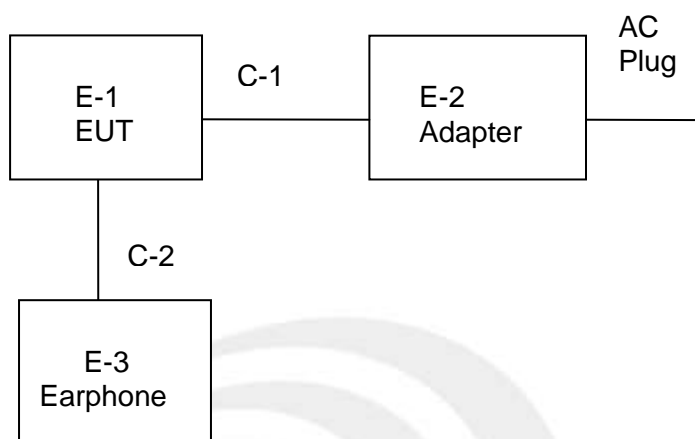 AC
Plug
C-1
E-1
EUT
E-2
Adapter
C-2
E-3
Earphone